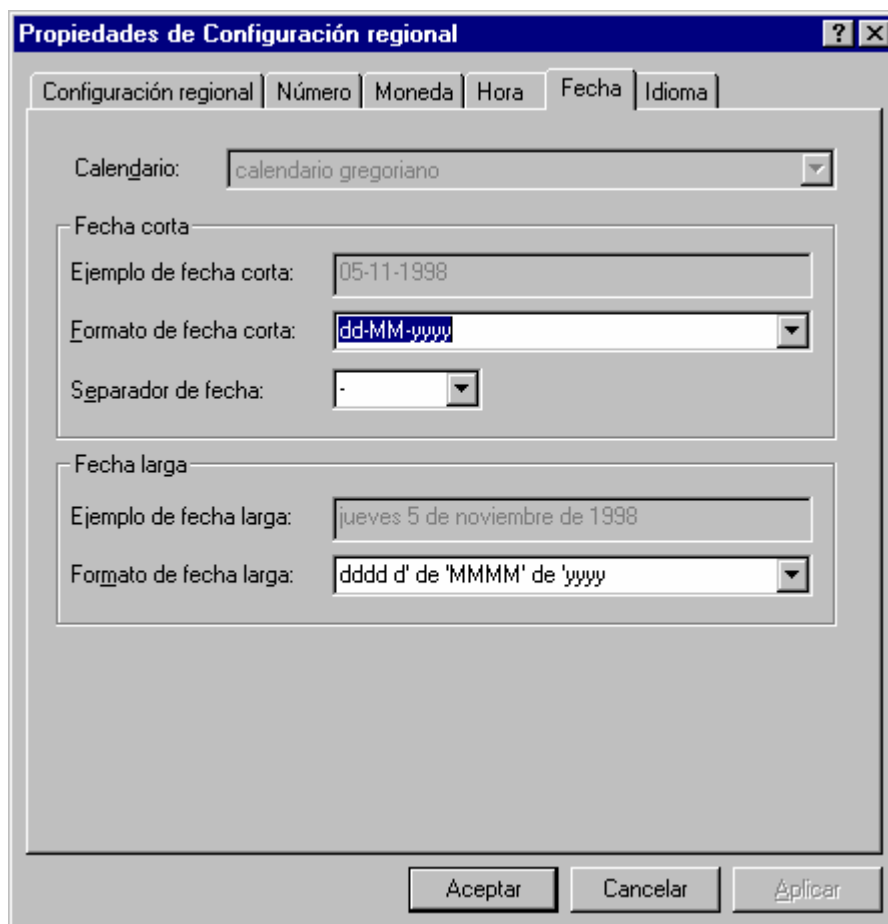 Propiedades de Configuración regional
Configuración regional Número Moneda Hora Fecha Idioma
Calendario: calendario gregoriano
Fecha corta
Ejemplo de fecha corta: 05-11-1998
Formato de fecha corta: dd-MM-yyyy
Separador de fecha: -
Fecha larga
Ejemplo de fecha larga: jueves 5 de noviembre de 1998
Formato de fecha larga: dddd d' de 'MMMM' de 'yyyy
Aceptar Cancelar Aplicar